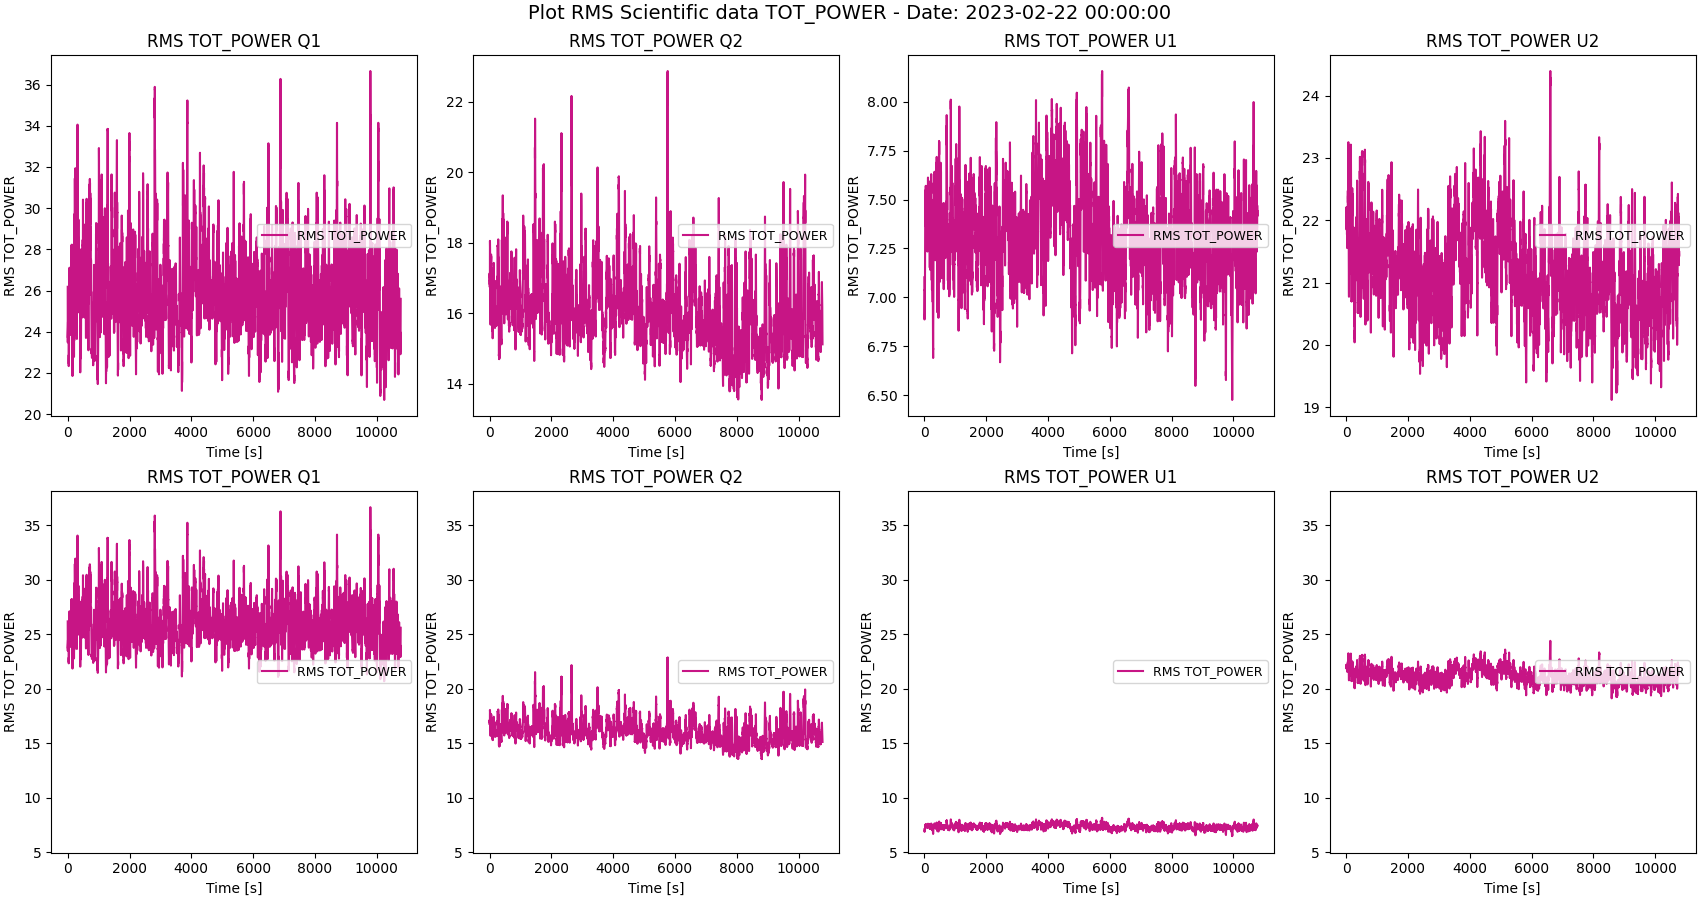 Plot RMS Scientific data TOT_POWER - Date: 2023-02-22 00:00:00
RMS TOT_POWER Q1
RMS TOT_POWER
36
34
32
30
28
26
24
22
20
RMS TOT_POWER
0 2000 4000 6000 8000 10000
Time [s]
RMS TOT_POWER Q2
RMS TOT_POWER
22
20
18
16
14
RMS TOT_POWER
0 2000 4000 6000 8000 10000
Time [s]
RMS TOT_POWER U1
RMS TOT_POWER
8.00
7.75
7.50
7.25
7.00
6.75
6.50
RMS TOT_POWER
0 2000 4000 6000 8000 10000
Time [s]
RMS TOT_POWER U2
RMS TOT_POWER
24
23
22
21
20
19
RMS TOT_POWER
0 2000 4000 6000 8000 10000
Time [s]
RMS TOT_POWER Q1
RMS TOT_POWER
35
30
25
20
15
10
5
RMS TOT_POWER
0 2000 4000 6000 8000 10000
Time [s]
RMS TOT_POWER Q2
RMS TOT_POWER
35
30
25
20
15
10
5
RMS TOT_POWER
0 2000 4000 6000 8000 10000
Time [s]
RMS TOT_POWER U1
RMS TOT_POWER
35
30
25
20
15
10
5
RMS TOT_POWER
0 2000 4000 6000 8000 10000
Time [s]
RMS TOT_POWER U2
RMS TOT_POWER
35
30
25
20
15
10
5
RMS TOT_POWER
0 2000 4000 6000 8000 10000
Time [s]